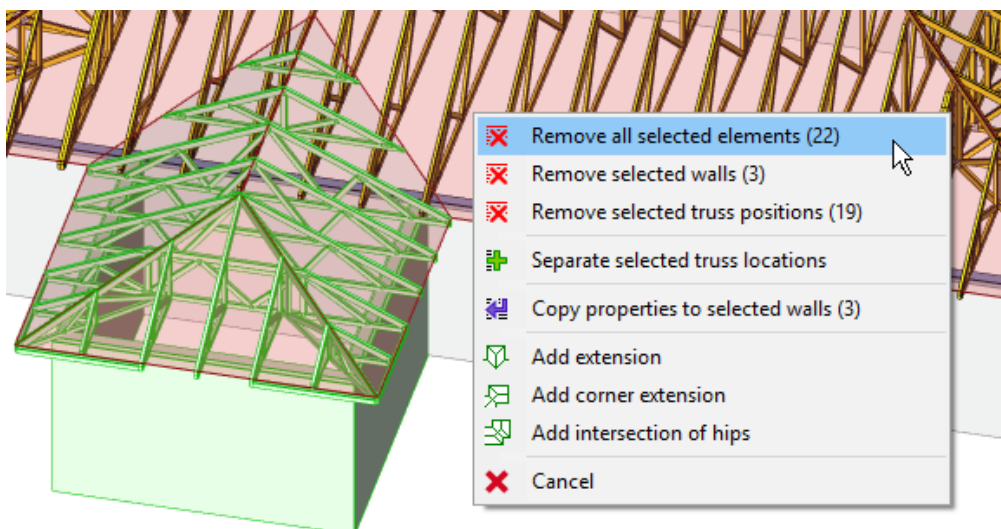 Remove all selected elements (22)
Remove selected walls (3)
Remove selected truss positions (19)
Separate selected truss locations
Copy properties to selected walls (3)
Add extension
Add corner extension
Add intersection of hips
Cancel